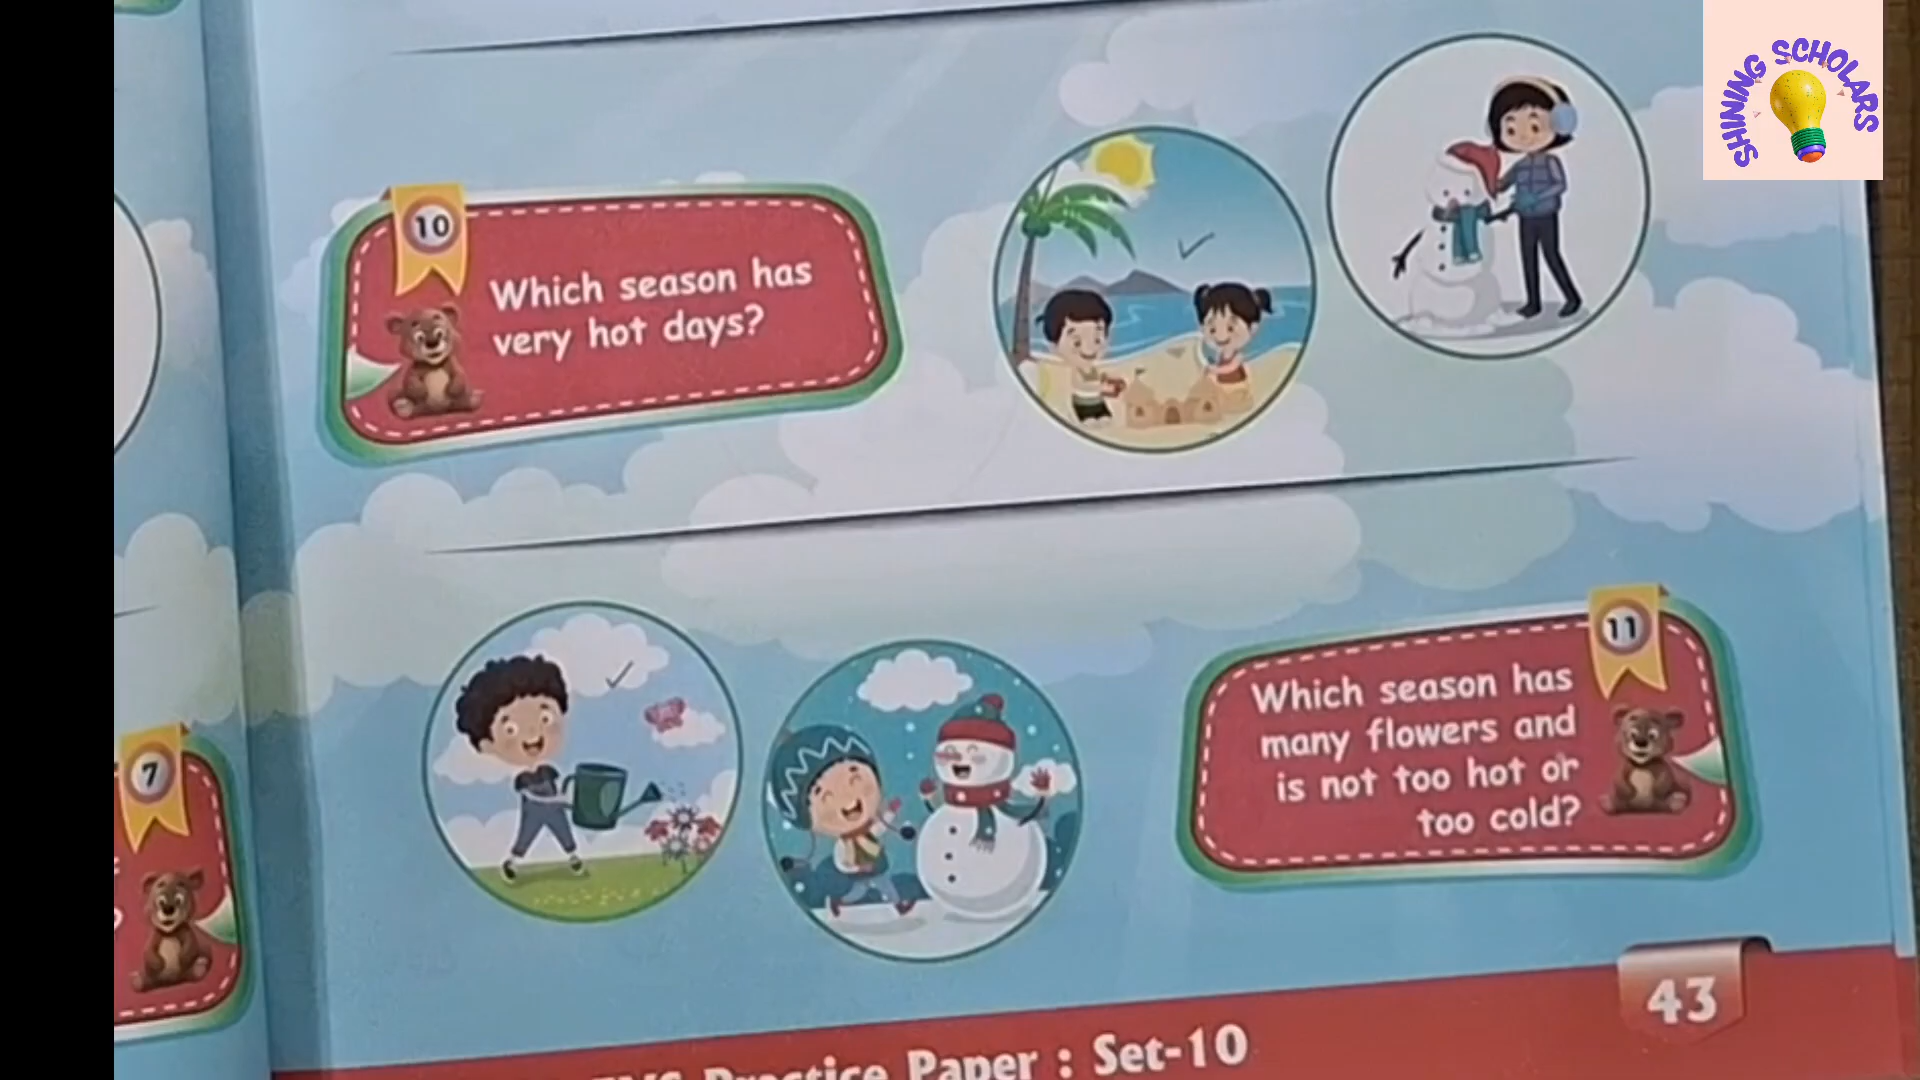 SHINING SCHOLARS
10
Which season has
very hot days?
11
Which season has
many flowers and
is not too hot or
too cold?
7
43
Practice Paper : Set-10